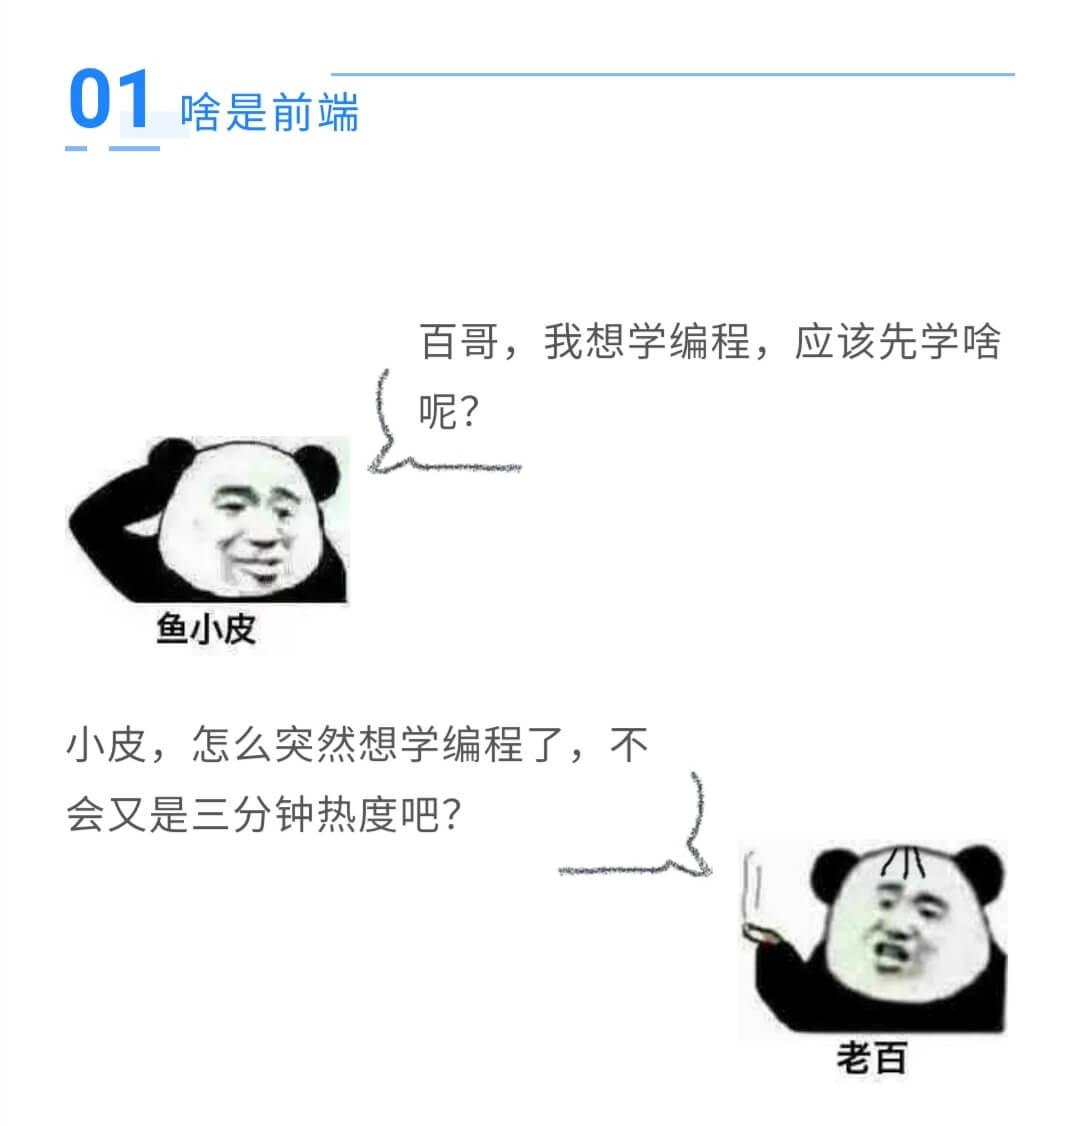 01 啥是前端
百哥，我想学编程，应该先学啥
呢？
鱼小皮
小皮，怎么突然想学编程了，不
会又是三分钟热度吧？
老百